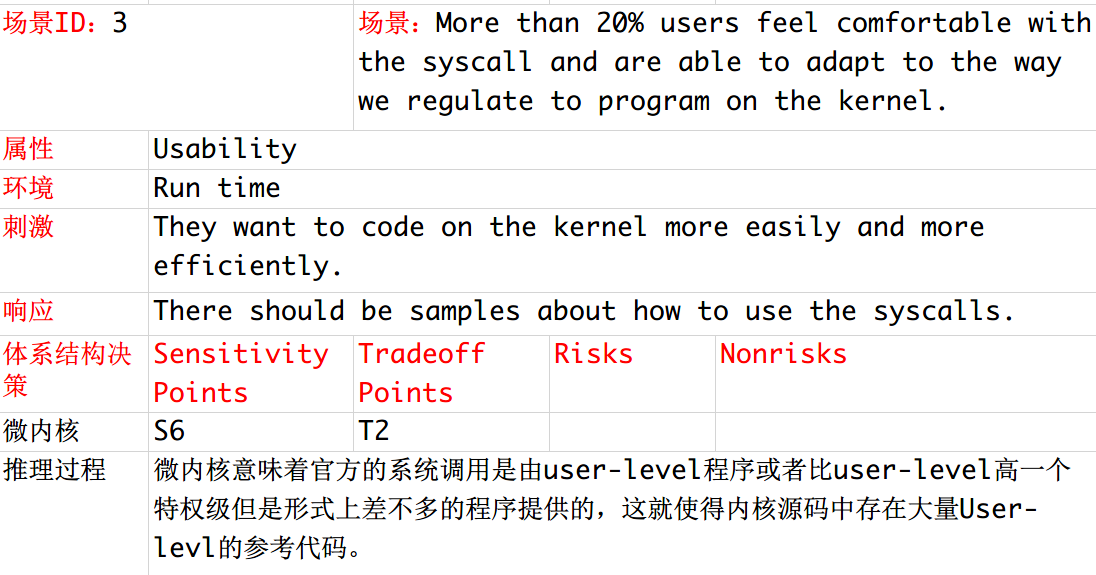 场景ID：3
场景：More than 20% users feel comfortable with
the syscall and are able to adapt to the way
we regulate to program on the kernel.
属性
Usability
环境
Run time
刺激
They want to code on the kernel more easily and more
efficiently.
响应
There should be samples about how to use the syscalls.
体系结构决
策
Sensitivity
Points
Tradeoff
Points
Risks
Nonrisks
微内核
S6
T2
推理过程
微内核意味着官方的系统调用是由user-level程序或者比user-level高一个
特权级但是形式上差不多的程序提供的，这就使得内核源码中存在大量User-
levl的参考代码。